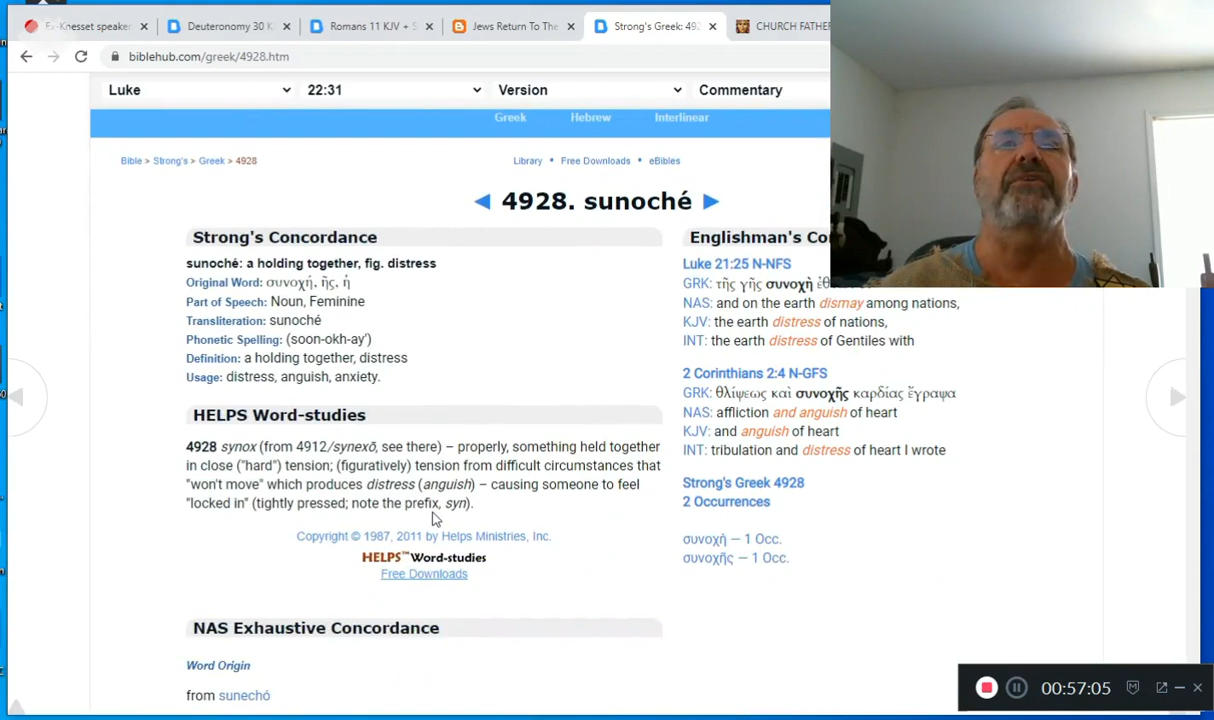 Ex-Knesset speaker
Deuteronomy 30 K
Romans 11 KJV + S
Jews Return To The
Strong's Greek: 492
CHURCH FATHE
biblehub.com/greek/4928.htm
Luke 22:31 Version Commentary
Greek Hebrew Interlinear
Bible > Strong's > Greek > 4928
Library • Free Downloads • eBibles
◄ 4928. sunoché ►
Strong's Concordance
sunoché: a holding together, fig. distress
Original Word: συνοχή, ῆς, ἡ
Part of Speech: Noun, Feminine
Transliteration: sunoché
Phonetic Spelling: (soon-okh-ay')
Definition: a holding together, distress
Usage: distress, anguish, anxiety.
HELPS Word-studies
4928 synox (from 4912/synexō, see there) – properly, something held together
in close ("hard") tension; (figuratively) tension from difficult circumstances that
"won't move" which produces distress (anguish) – causing someone to feel
"locked in" (tightly pressed; note the prefix, syn).
Copyright © 1987, 2011 by Helps Ministries, Inc.
HELPS™Word-studies
Free Downloads
NAS Exhaustive Concordance
Word Origin
from sunechó
Englishman's Co
Luke 21:25 N-NFS
GRK: τῆς γῆς συνοχὴ
NAS: and on the earth dismay among nations,
KJV: the earth distress of nations,
INT: the earth distress of Gentiles with
2 Corinthians 2:4 N-GFS
GRK: θλίψεως καὶ συνοχῆς καρδίας ἔγραψα
NAS: affliction and anguish of heart
KJV: and anguish of heart
INT: tribulation and distress of heart I wrote
Strong's Greek 4928
2 Occurrences
συνοχὴ — 1 Occ.
συνοχῆς — 1 Occ.
00:57:05